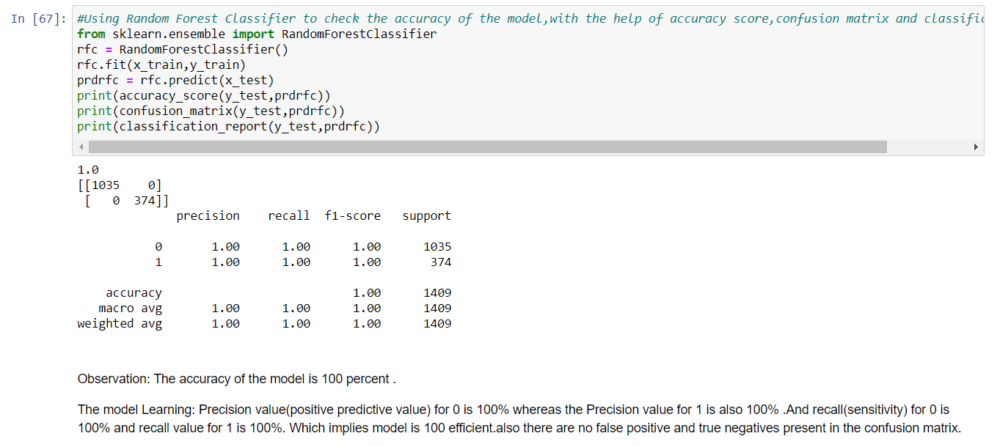 In [67]: #Using Random Forest Classifier to check the accuracy of the model,with the help of accuracy score,confusion matrix and classific
from sklearn.ensemble import RandomForestClassifier
rfc = RandomForestClassifier()
rfc.fit(x_train,y_train)
prdrfc = rfc.predict(x_test)
print(accuracy_score(y_test,prdrfc))
print(confusion_matrix(y_test,prdrfc))
print(classification_report(y_test,prdrfc))
1.0
[[1035    0]
 [   0  374]]
              precision    recall  f1-score   support
           0       1.00      1.00      1.00      1035
           1       1.00      1.00      1.00       374
    accuracy                           1.00      1409
   macro avg       1.00      1.00      1.00      1409
weighted avg       1.00      1.00      1.00      1409
Observation: The accuracy of the model is 100 percent .
The model Learning: Precision value(positive predictive value) for 0 is 100% whereas the Precision value for 1 is also 100% .And recall(sensitivity) for 0 is
100% and recall value for 1 is 100%. Which implies model is 100 efficient.also there are no false positive and true negatives present in the confusion matrix.